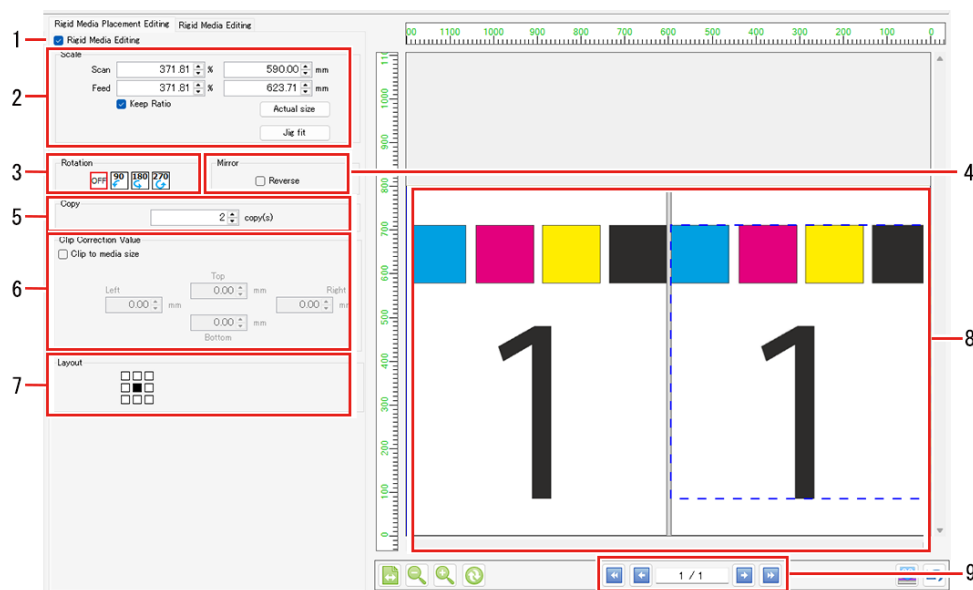 Rigid Media Placement Editing Rigid Media Editing
1 Rigid Media Editing
Scale
Scan 371.81 % 590.00 mm
Feed 371.81 % 623.71 mm
2
Keep Ratio Actual size
Jig fit
Rotation Mirror
3 OFF 90 180 270 Reverse 4
Copy
5 2 copy(s)
Clip Correction Value
Clip to media size
Top
Left 0.00 mm Right
6 0.00 mm 0.00 mm
0.00 mm
Bottom
Layout
7
00 1100 1000 900 800 700 600 500 400 300 200 100 0
11
1000
900
800
700
600
500
400
300
200
100
0
1 1
8
1 / 1
9